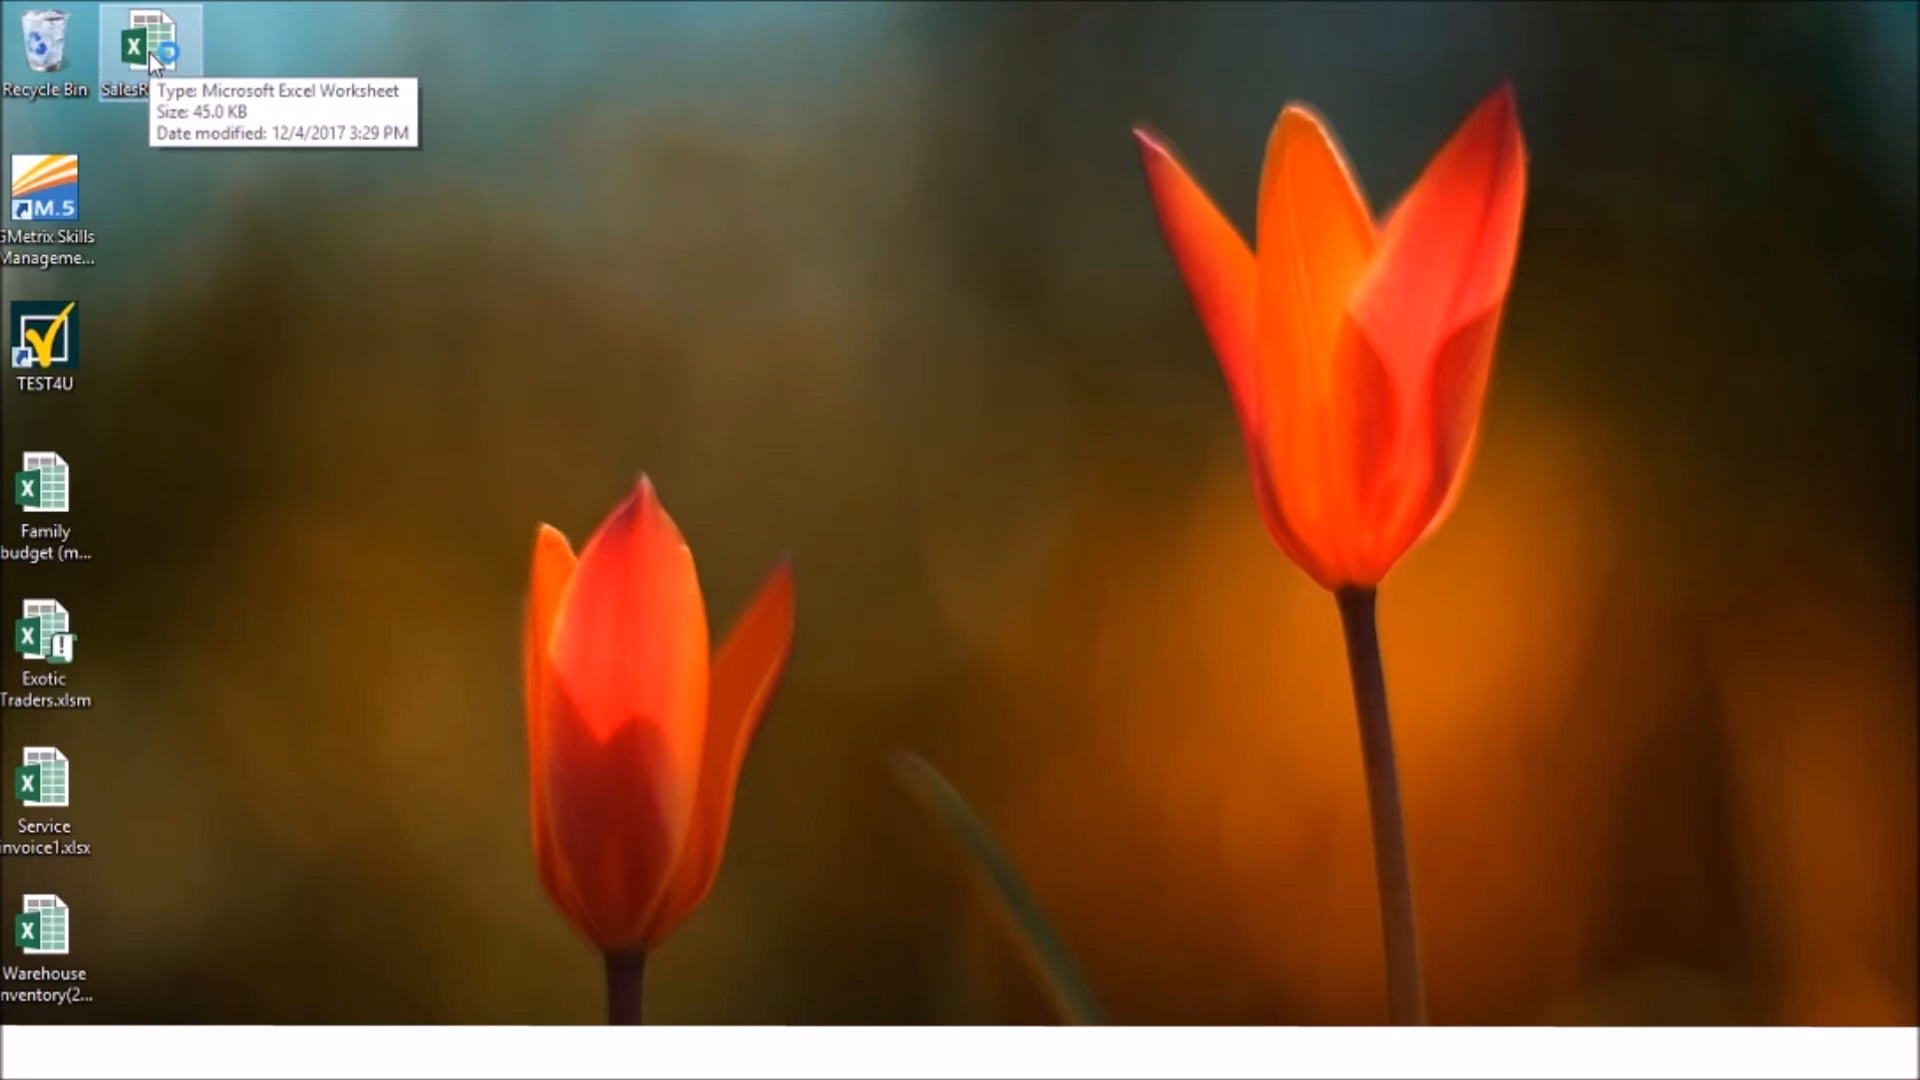 Recycle Bin
SalesR
Type: Microsoft Excel Worksheet
Size: 45.0 KB
Date modified: 12/4/2017 3:29 PM
M.5
GMetrix Skills
Manageme...
TEST4U
X
Family
budget (m...
X
Exotic
Traders.xlsm
X
Service
invoice1.xlsx
X
Warehouse
nventory(2...